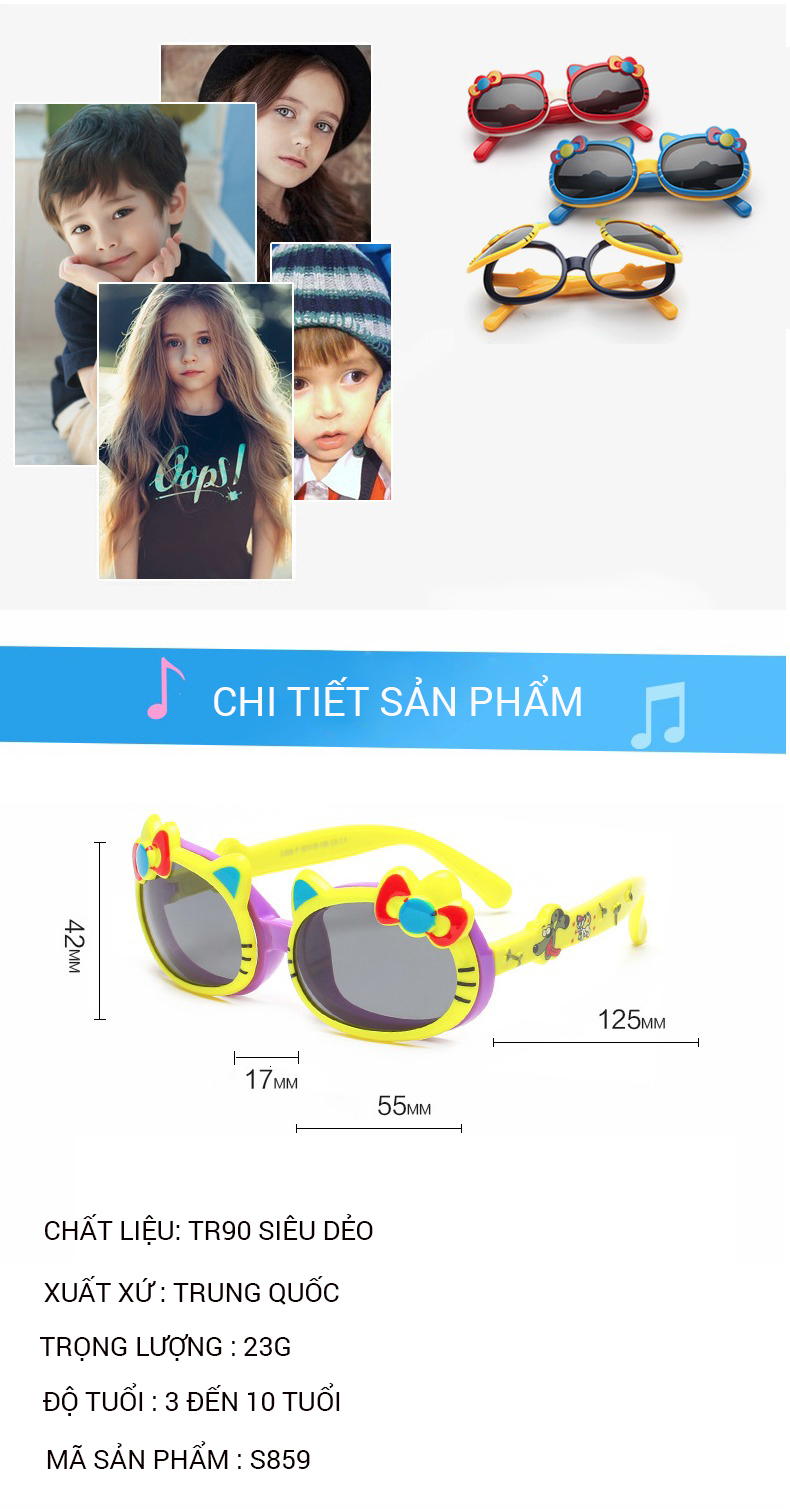 Oops!
CHI TIẾT SẢN PHẨM
42MM
125MM
17MM
55MM
CHẤT LIỆU: TR90 SIÊU DẺO
XUẤT XỨ : TRUNG QUỐC
TRỌNG LƯỢNG : 23G
ĐỘ TUỔI : 3 ĐẾN 10 TUỔI
MÃ SẢN PHẨM : S859